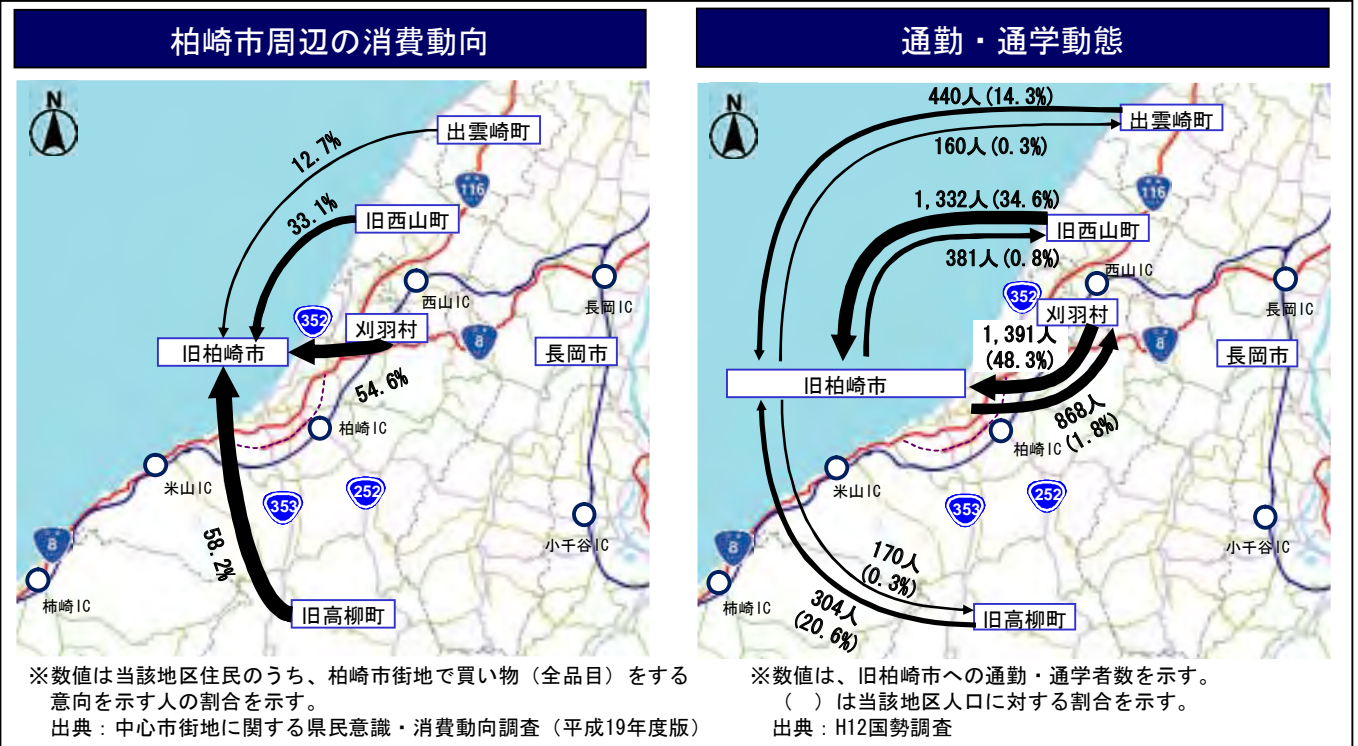 柏崎市周辺の消費動向
N
12.7%
出雲崎町
116
33.1%
旧西山町
西山IC
長岡IC
352
刈羽村
8
旧柏崎市
長岡市
54.6%
柏崎IC
米山IC
353
252
58.2%
小千谷IC
8
柿崎IC
旧高柳町
※数値は当該地区住民のうち、柏崎市街地で買い物（全品目）をする
意向を示す人の割合を示す。
出典：中心市街地に関する県民意識・消費動向調査（平成19年度版）
通勤・通学動態
N
440人(14.3%)
出雲崎町
160人(0.3%)
116
1,332人(34.6%)
旧西山町
381人(0.8%)
西山IC
長岡IC
352
刈羽村
1,391人
(48.3%)
8
長岡市
旧柏崎市
868人
(1.8%)
柏崎IC
米山IC
353
252
小千谷IC
8
170人
(0.3%)
柿崎IC
304人
(20.6%)
旧高柳町
※数値は、旧柏崎市への通勤・通学者数を示す。
（　）は当該地区人口に対する割合を示す。
出典：H12国勢調査